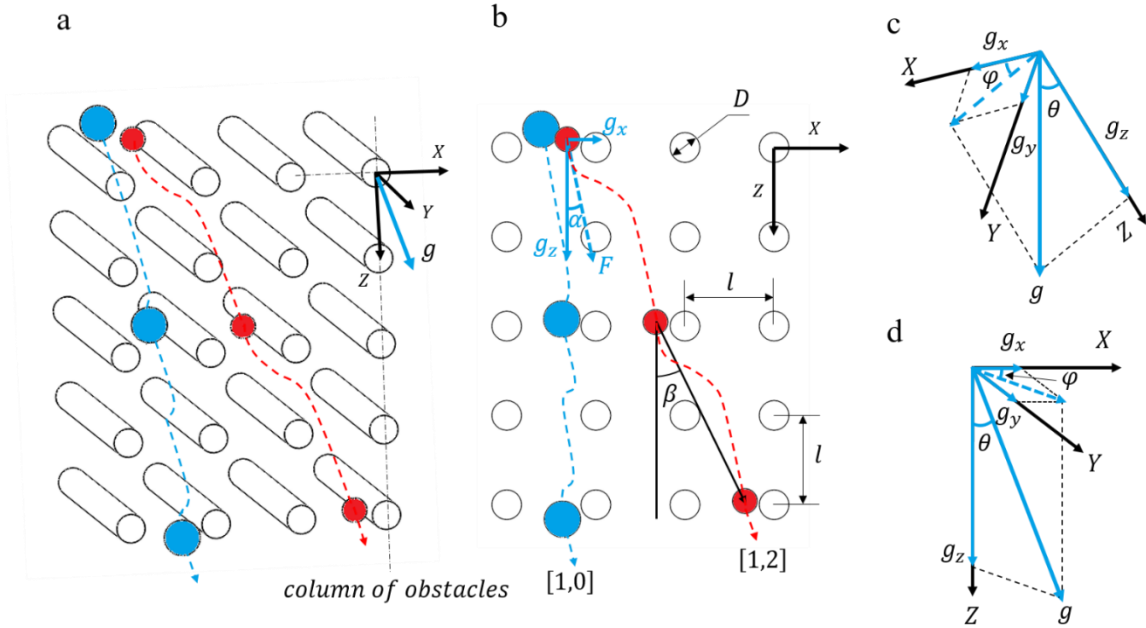 a
X
Y
Z
g
column of obstacles
b
D
g_x
X
Z
α
g_z
F
l
β
l
[1,0]
[1,2]
c
g_x
X
φ
θ
g_z
g_y
Y
Z
g
d
g_x
X
φ
g_y
θ
Y
g_z
Z
g